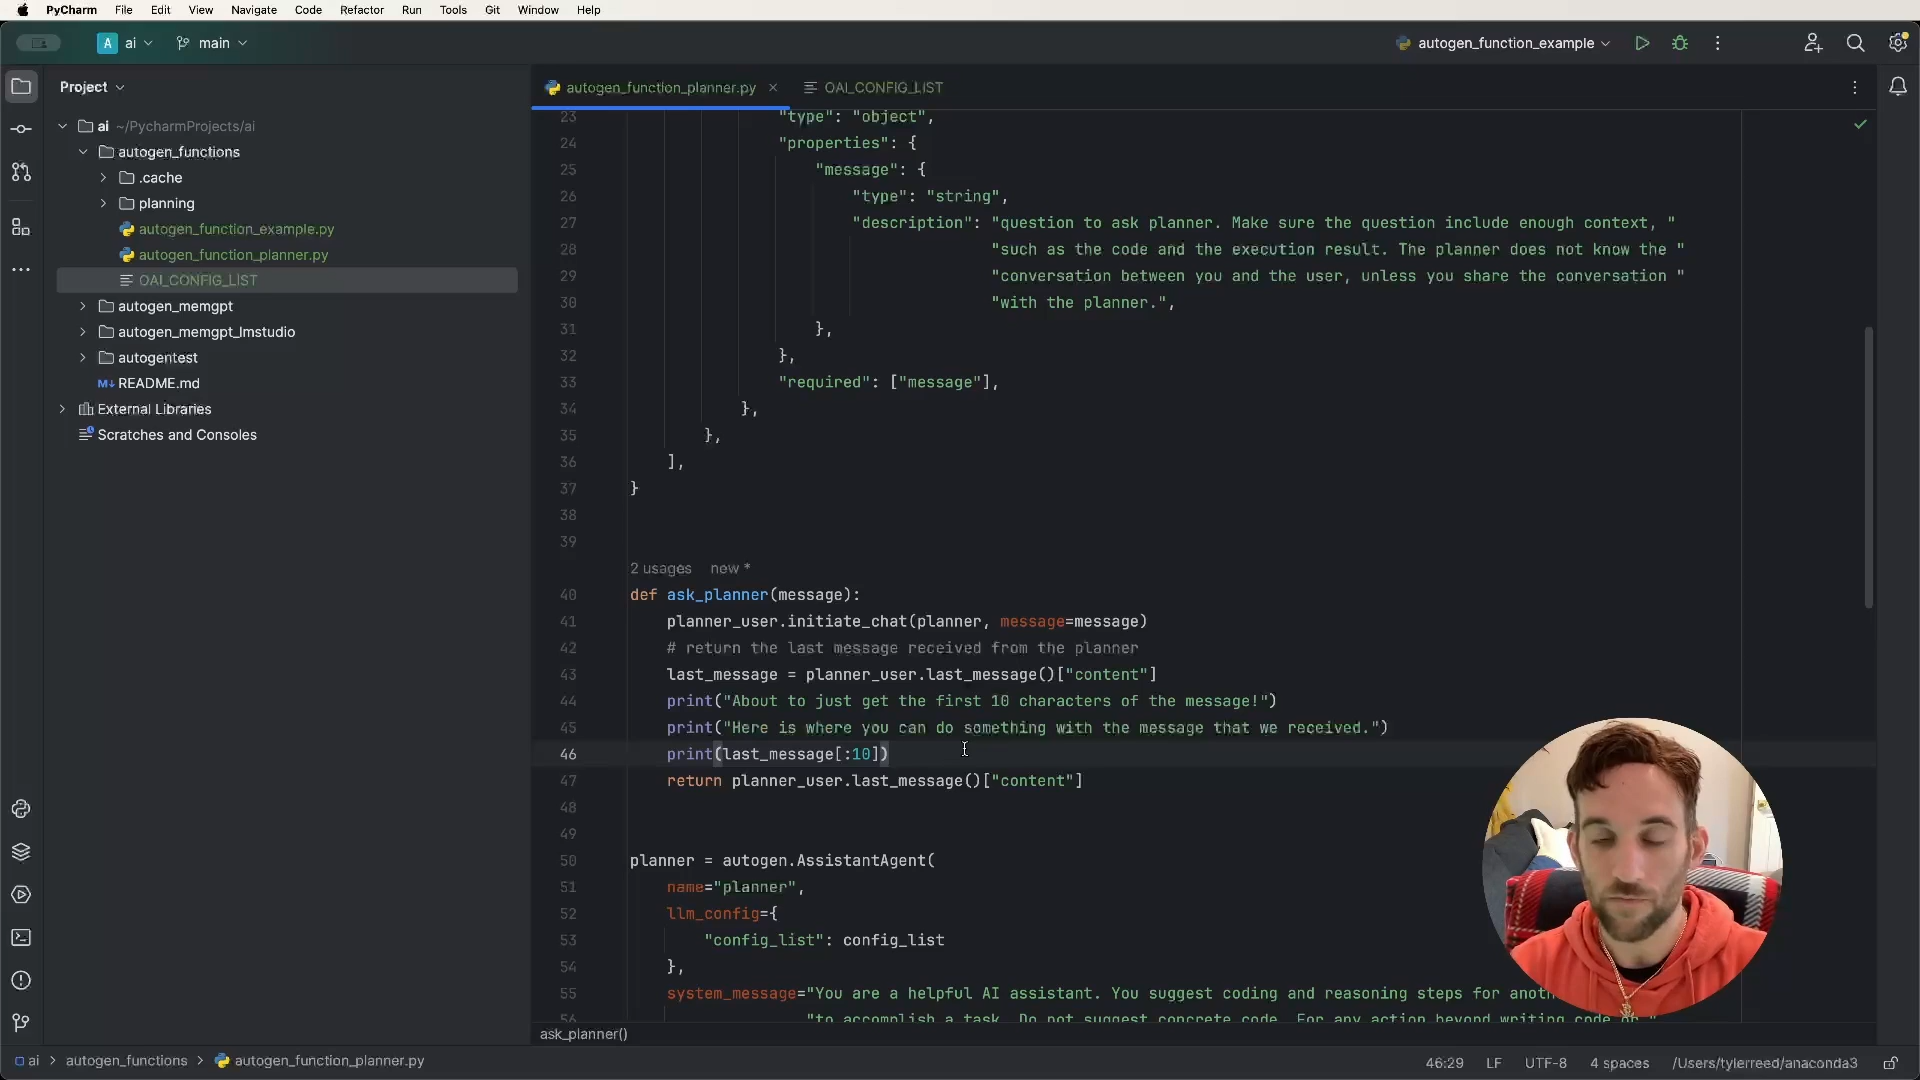 PyCharm File Edit View Navigate Code Refactor Run Tools Git Window Help
A ai main autogen_function_example
Project
autogen_function_planner.py
OAI_CONFIG_LIST
ai ~/PycharmProjects/ai
autogen_functions
.cache
planning
autogen_function_example.py
autogen_function_planner.py
OAI_CONFIG_LIST
autogen_memgpt
autogen_memgpt_lmstudio
autogentest
M↓ README.md
External Libraries
Scratches and Consoles
23 "type": "object",
24 "properties": {
25 "message": {
26 "type": "string",
27 "description": "question to ask planner. Make sure the question include enough context, "
28 "such as the code and the execution result. The planner does not know the "
29 "conversation between you and the user, unless you share the conversation "
30 "with the planner.",
31 },
32 },
33 "required": ["message"],
34 },
35 },
36 ],
37 }
38
39
2 usages new *
40 def ask_planner(message):
41 planner_user.initiate_chat(planner, message=message)
42 # return the last message received from the planner
43 last_message = planner_user.last_message()["content"]
44 print("About to just get the first 10 characters of the message!")
45 print("Here is where you can do something with the message that we received.")
46 print(last_message[:10])
47 return planner_user.last_message()["content"]
48
49
50 planner = autogen.AssistantAgent(
51 name="planner",
52 llm_config={
53 "config_list": config_list
54 },
55 system_message="You are a helpful AI assistant. You suggest coding and reasoning steps for
56 "to accomplish a task. Do not suggest concrete code. For any action beyond writing code or "
ask_planner()
ai > autogen_functions > autogen_function_planner.py
46:29 LF UTF-8 4 spaces /Users/tylerreed/anaconda3